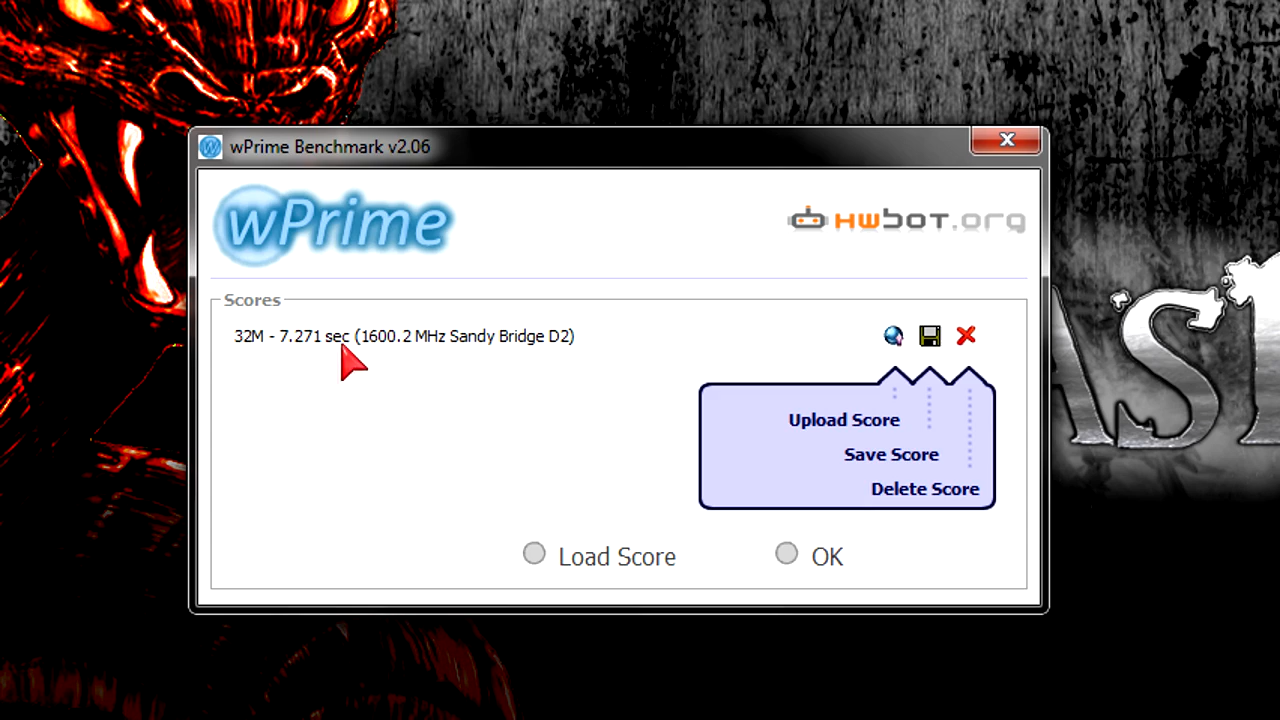 wPrime Benchmark v2.06
wPrime
HWBOT.org
Scores
32M - 7.271 sec (1600.2 MHz Sandy Bridge D2)
Upload Score
Save Score
Delete Score
Load Score
OK